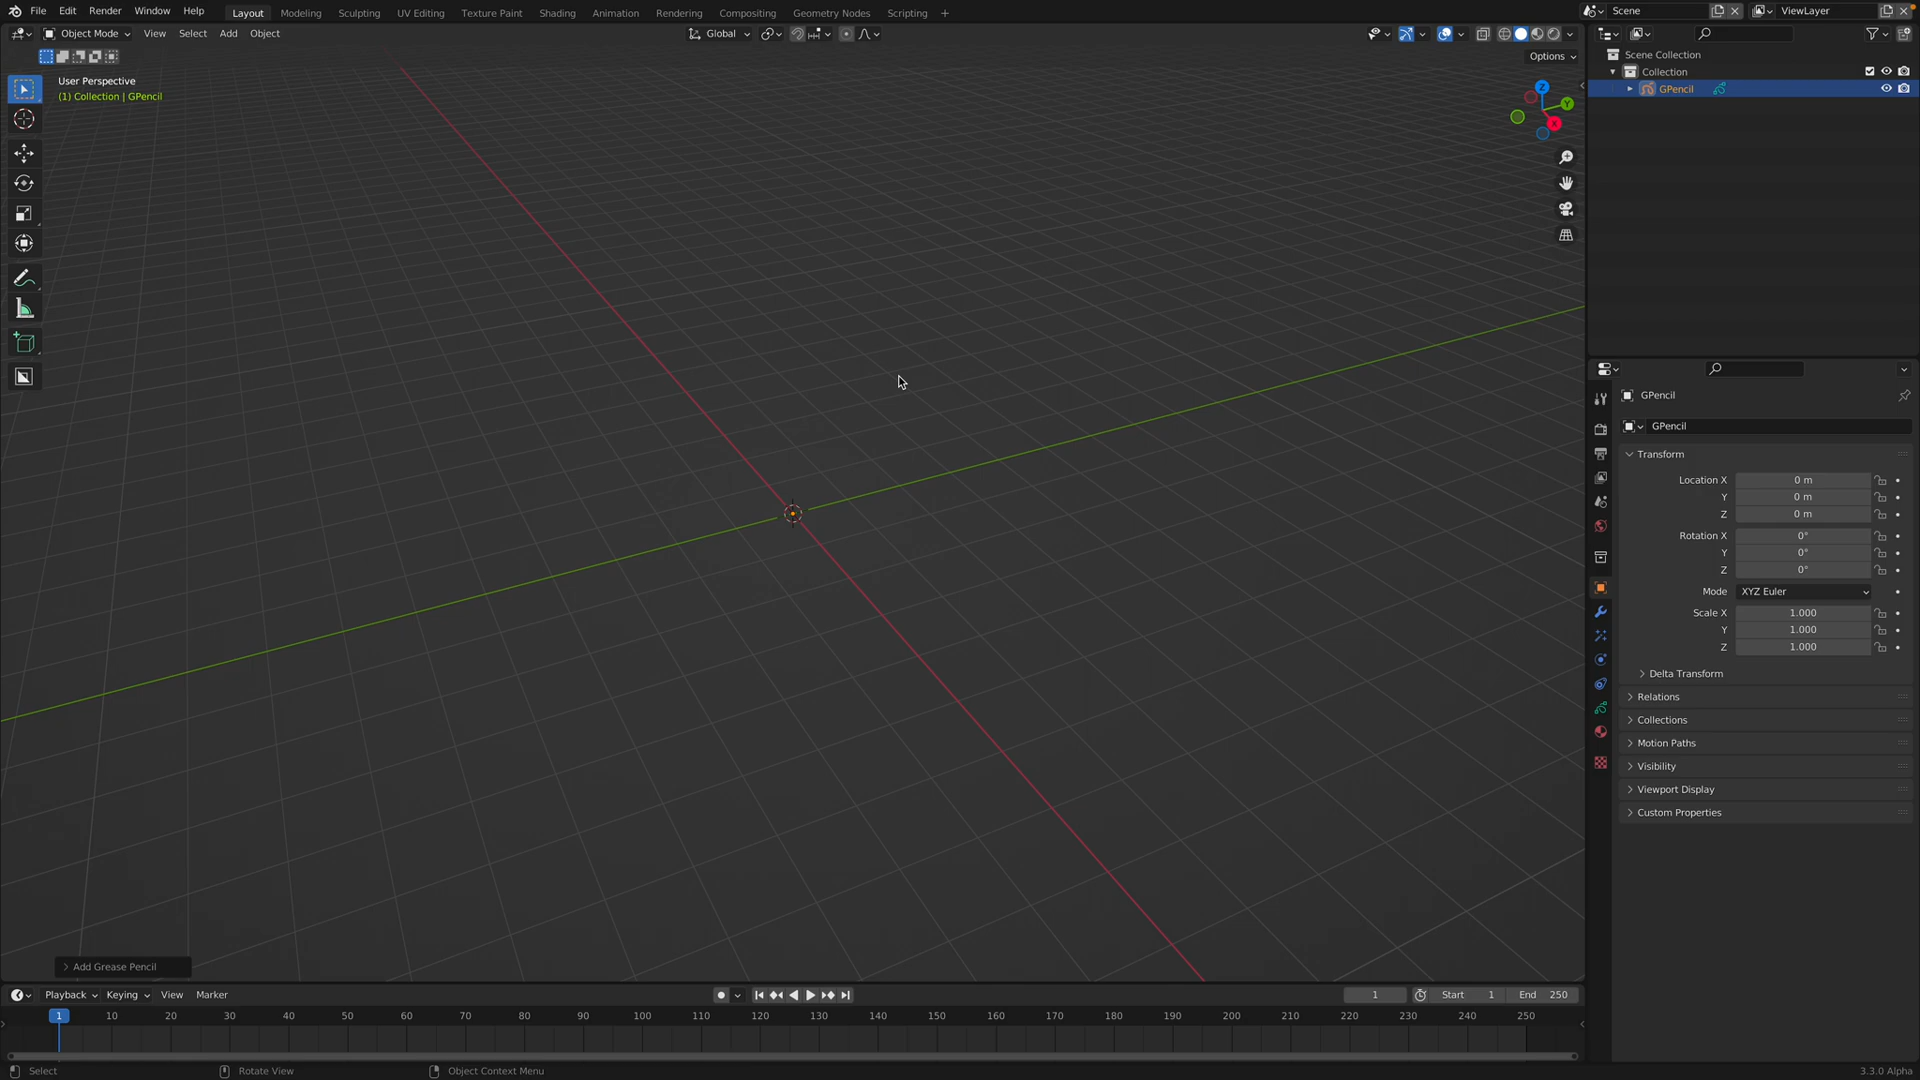 File Edit Render Window Help Layout Modeling Sculpting UV Editing Texture Paint Shading Animation Rendering Compositing Geometry Nodes Scripting + Scene ViewLayer
Object Mode View Select Add Object Global
Options
User Perspective
(1) Collection | GPencil
Z
Y
X
Scene Collection
Collection
GPencil
GPencil
GPencil
Transform
Location X 0 m
Y 0 m
Z 0 m
Rotation X 0°
Y 0°
Z 0°
Mode XYZ Euler
Scale X 1.000
Y 1.000
Z 1.000
Delta Transform
Relations
Collections
Motion Paths
Visibility
Viewport Display
Custom Properties
Add Grease Pencil
Playback Keying View Marker 1 Start 1 End 250
1 10 20 30 40 50 60 70 80 90 100 110 120 130 140 150 160 170 180 190 200 210 220 230 240 250
Select Rotate View Object Context Menu 3.3.0 Alpha